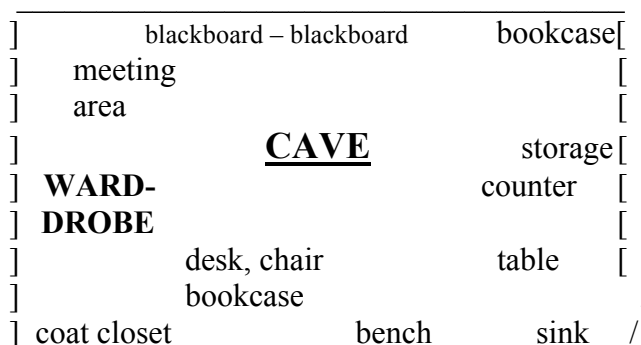 ] blackboard – blackboard bookcase[
] meeting [
] area [
] CAVE storage [
] WARD- counter [
] DROBE [
] desk, chair table [
] bookcase
] coat closet bench sink /